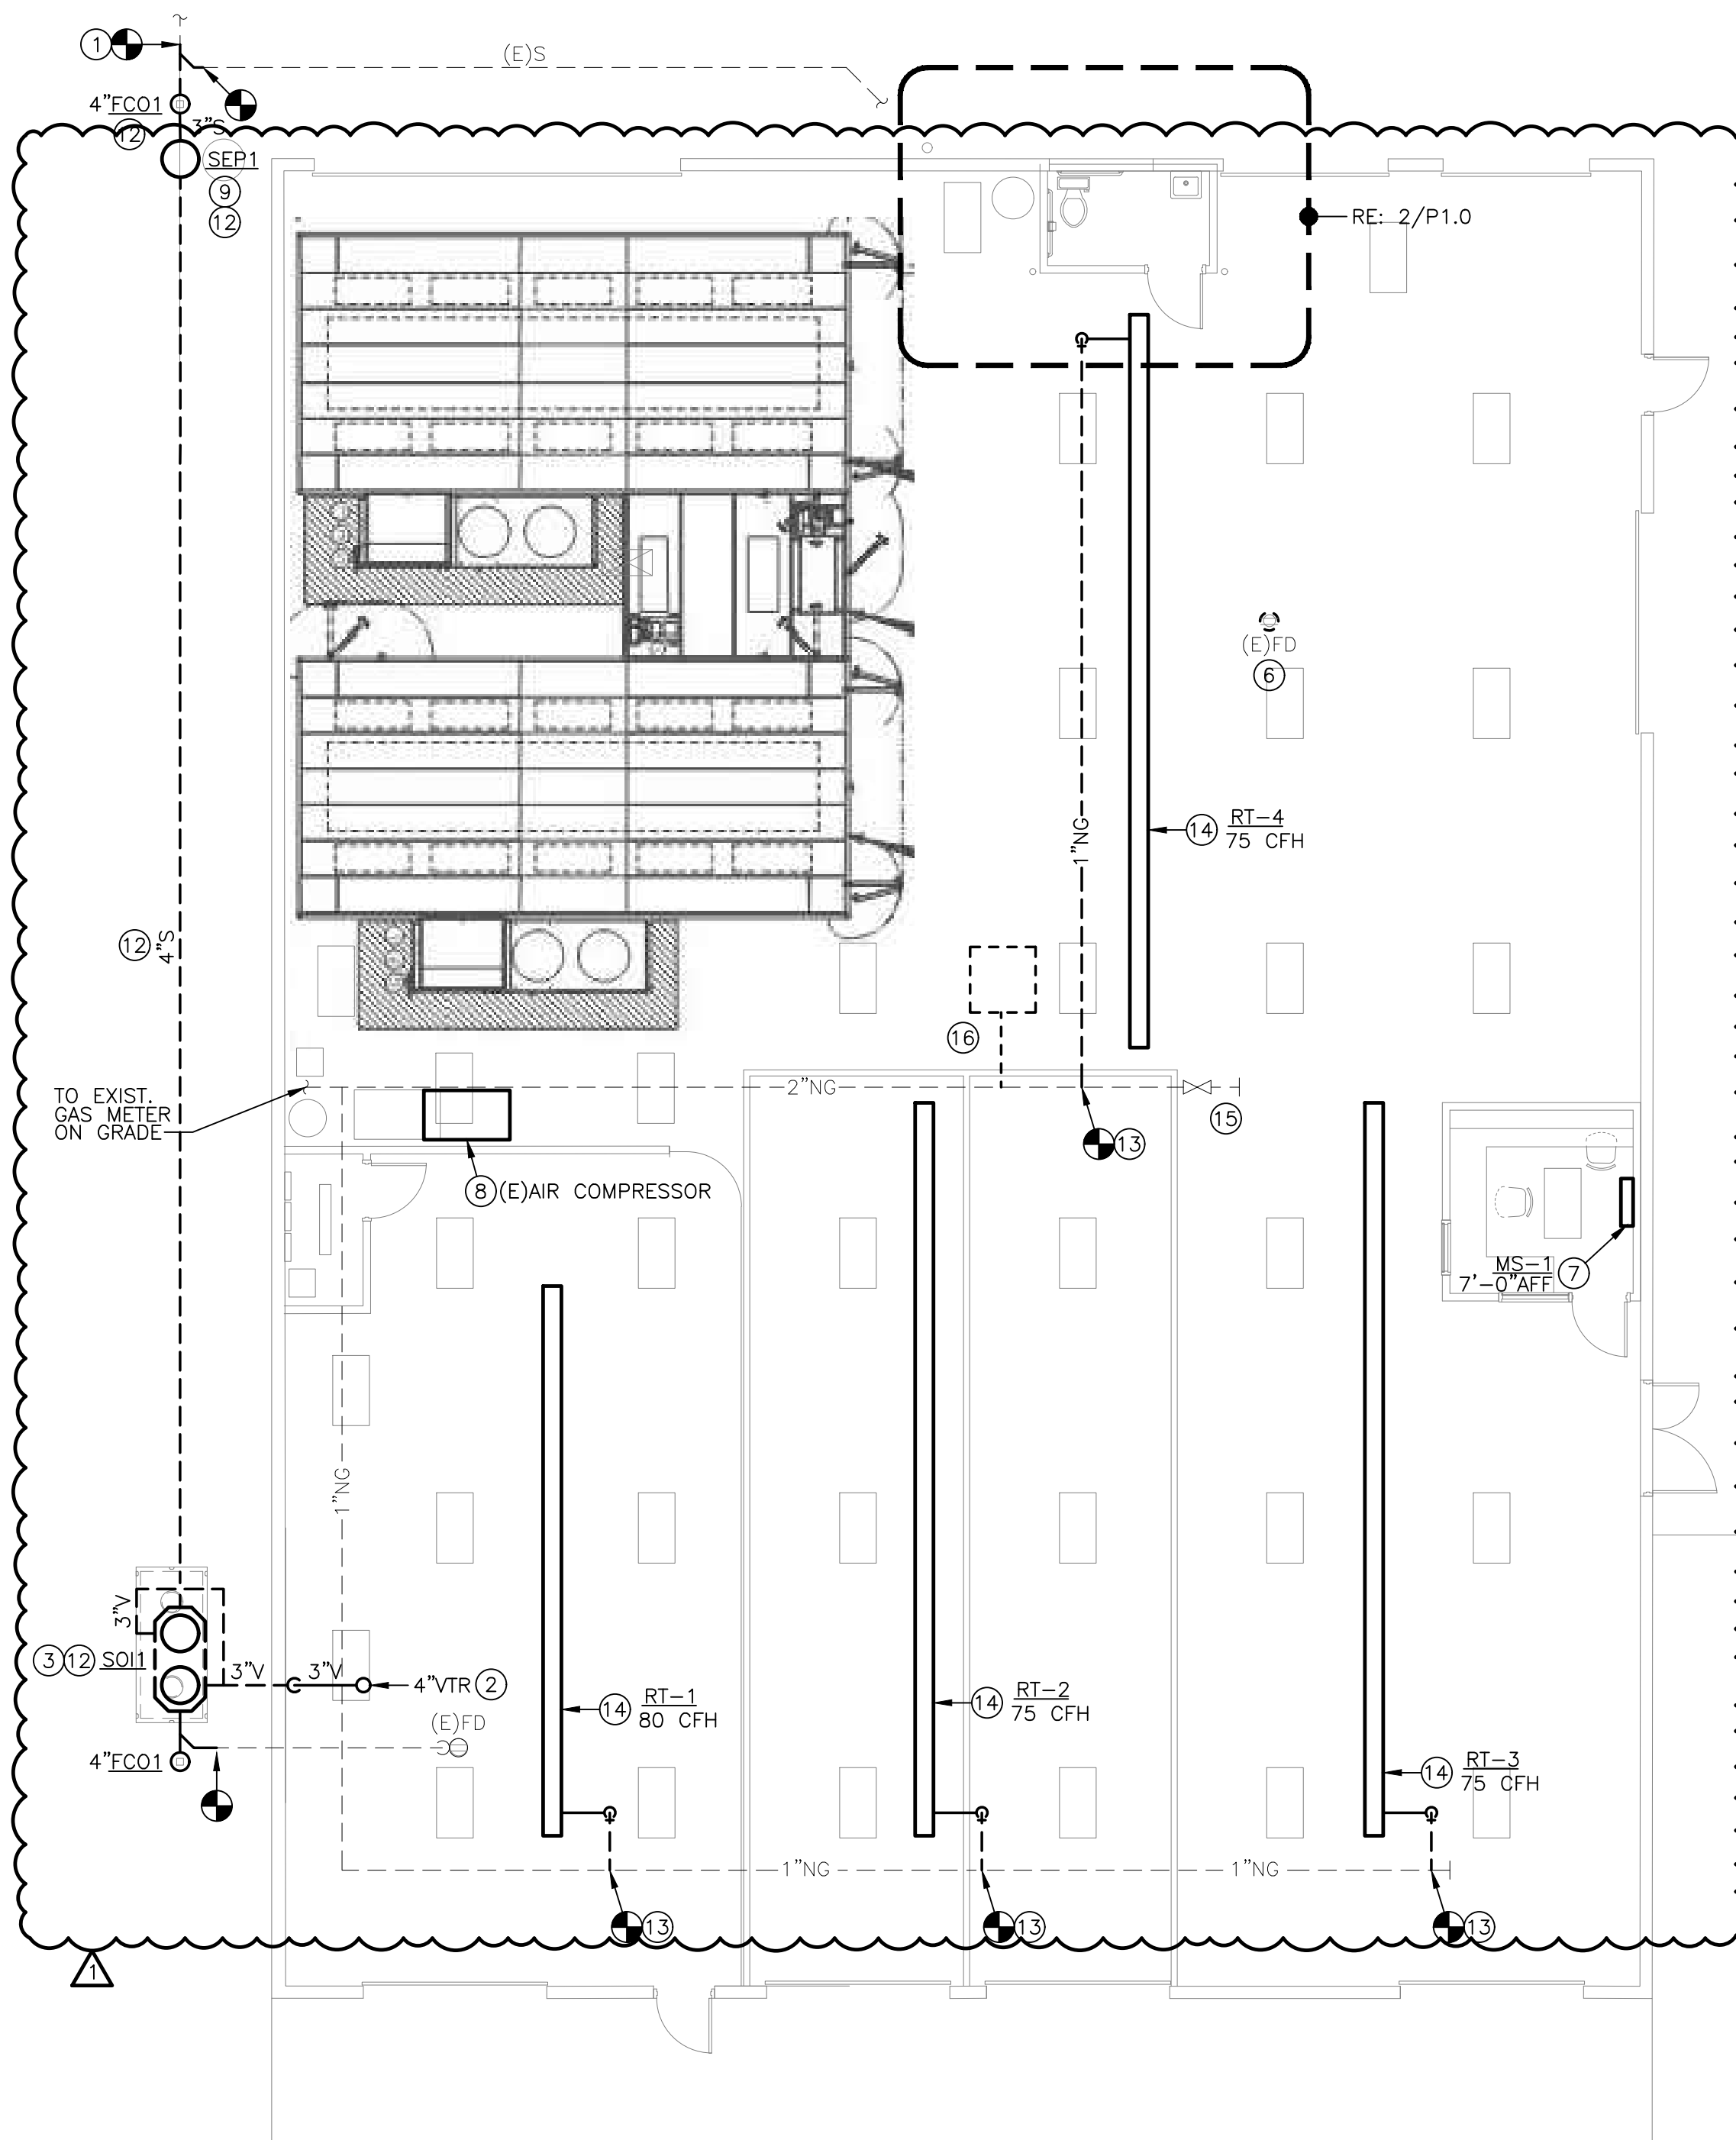 1
(E)S
4"FCO1
12
3"S
SEP1
9
12
RE: 2/P1.0
(E)FD
6
1"NG
14 RT-4
75 CFH
12
4"S
16
TO EXIST.
GAS METER
ON GRADE
2"NG
15
13
8 (E)AIR COMPRESSOR
MS-1
7'-0"AFF
7
1"NG
3"V
3 12 SOI1
3"V
3"V
4"VTR 2
14 RT-1
80 CFH
14 RT-2
75 CFH
(E)FD
4"FCO1
14 RT-3
75 CFH
1"NG
1"NG
13
13
13
1